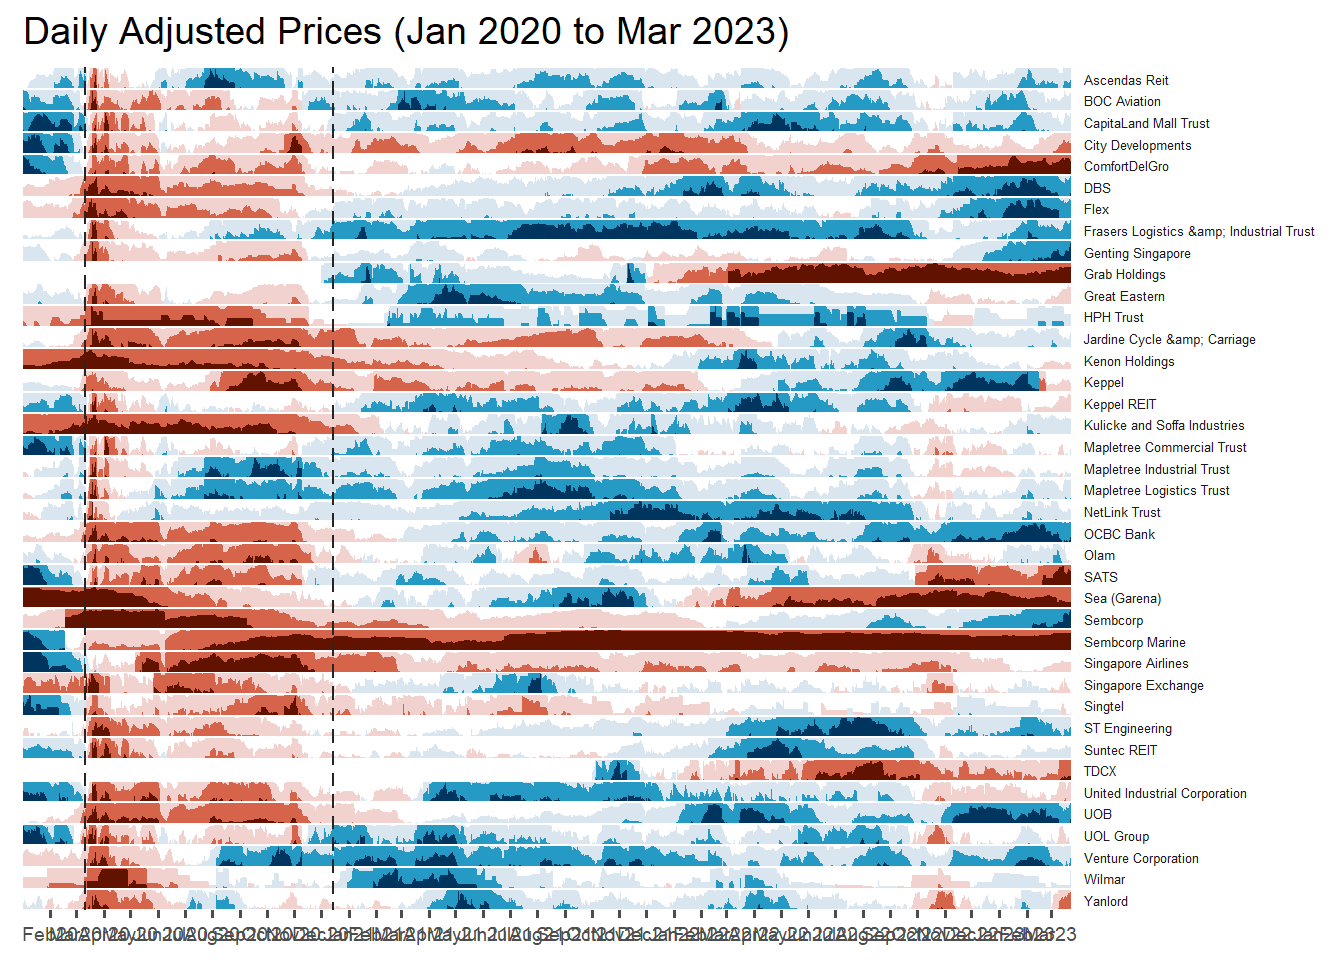 Daily Adjusted Prices (Jan 2020 to Mar 2023)
Ascendas Reit
BOC Aviation
CapitaLand Mall Trust
City Developments
ComfortDelGro
DBS
Flex
Frasers Logistics &amp; Industrial Trust
Genting Singapore
Grab Holdings
Great Eastern
HPH Trust
Jardine Cycle &amp; Carriage
Kenon Holdings
Keppel
Keppel REIT
Kulicke and Soffa Industries
Mapletree Commercial Trust
Mapletree Industrial Trust
Mapletree Logistics Trust
NetLink Trust
OCBC Bank
Olam
SATS
Sea (Garena)
Sembcorp
Sembcorp Marine
Singapore Airlines
Singapore Exchange
Singtel
ST Engineering
Suntec REIT
TDCX
United Industrial Corporation
UOB
UOL Group
Venture Corporation
Wilmar
Yanlord